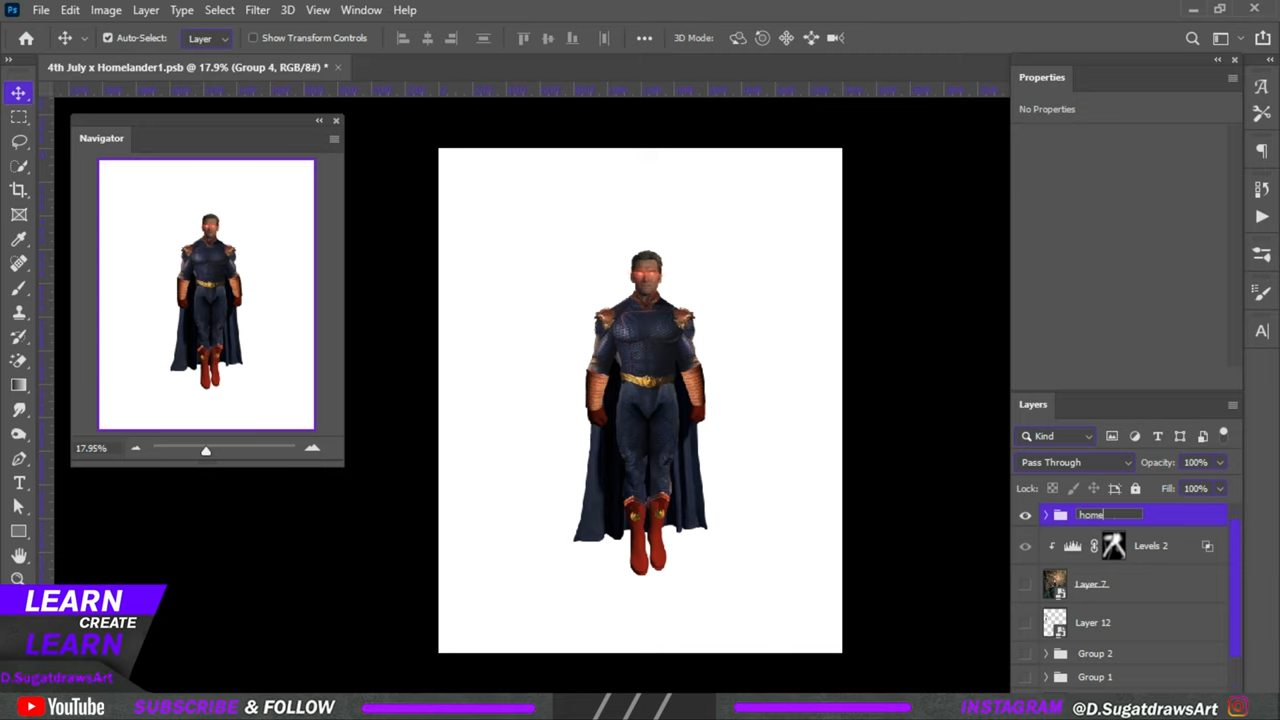 Ps File Edit Image Layer Type Select Filter 3D View Window Help
Auto-Select: Layer Show Transform Controls 3D Mode:
4th July x Homelander1.psb @ 17.9% (Group 4, RGB/8#) *
Navigator
17.95%
Properties
No Properties
Layers
Kind
Pass Through Opacity: 100%
Lock: Fill: 100%
home
Levels 2
Layer 7
Layer 12
Group 2
Group 1
LEARN
CREATE
LEARN
D.SugatdrawsArt
YouTube SUBSCRIBE & FOLLOW INSTAGRAM @D.SugatdrawsArt